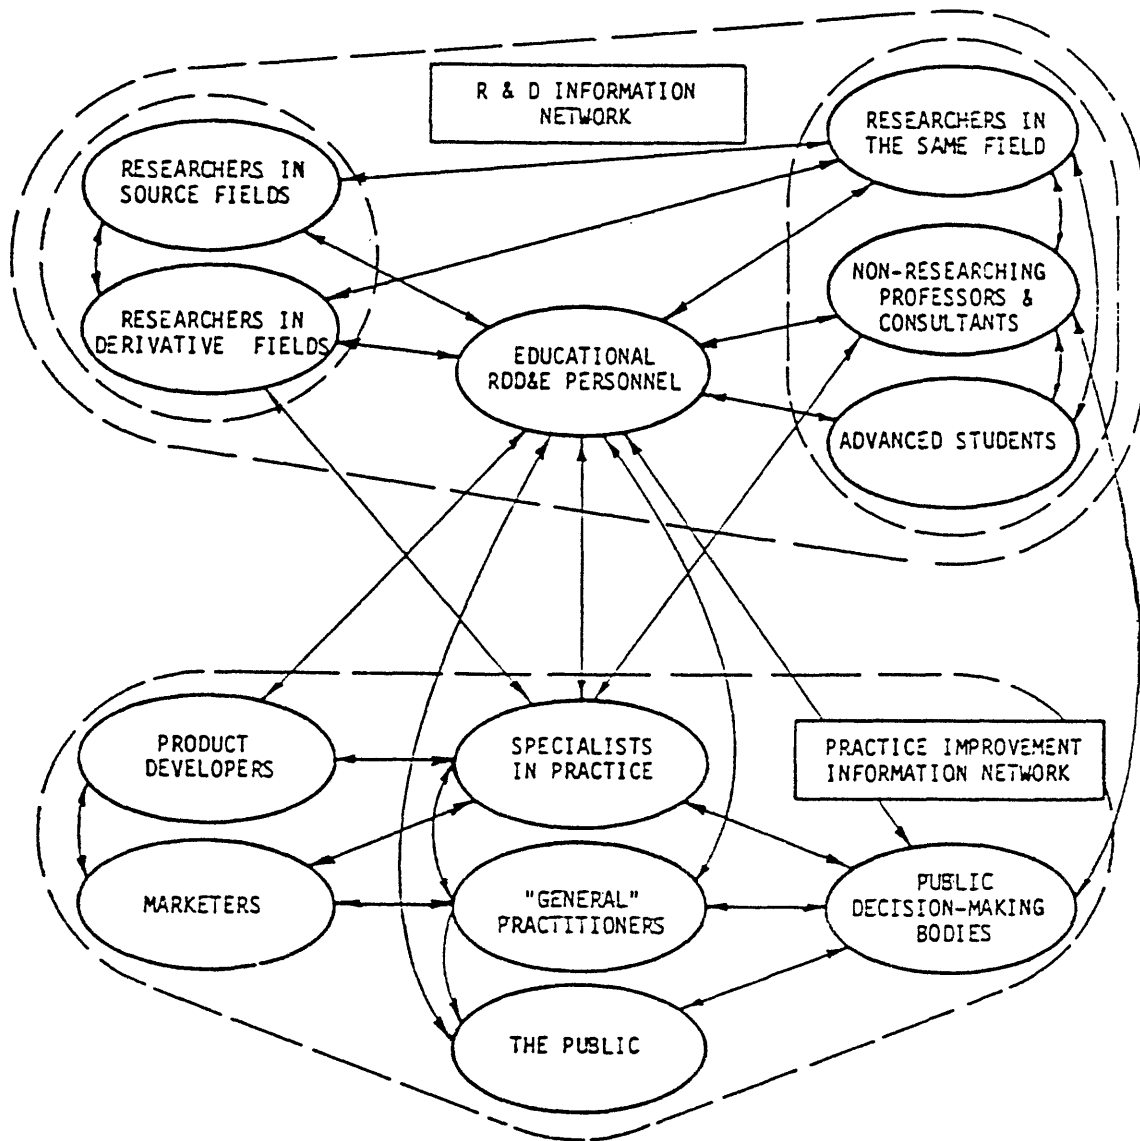 R & D INFORMATION
NETWORK
RESEARCHERS IN
THE SAME FIELD
RESEARCHERS IN
SOURCE FIELDS
NON-RESEARCHING
PROFESSORS &
CONSULTANTS
RESEARCHERS IN
DERIVATIVE FIELDS
EDUCATIONAL
RDD&E PERSONNEL
ADVANCED STUDENTS
PRODUCT
DEVELOPERS
SPECIALISTS
IN PRACTICE
PRACTICE IMPROVEMENT
INFORMATION NETWORK
MARKETERS
"GENERAL"
PRACTITIONERS
PUBLIC
DECISION-MAKING
BODIES
THE PUBLIC